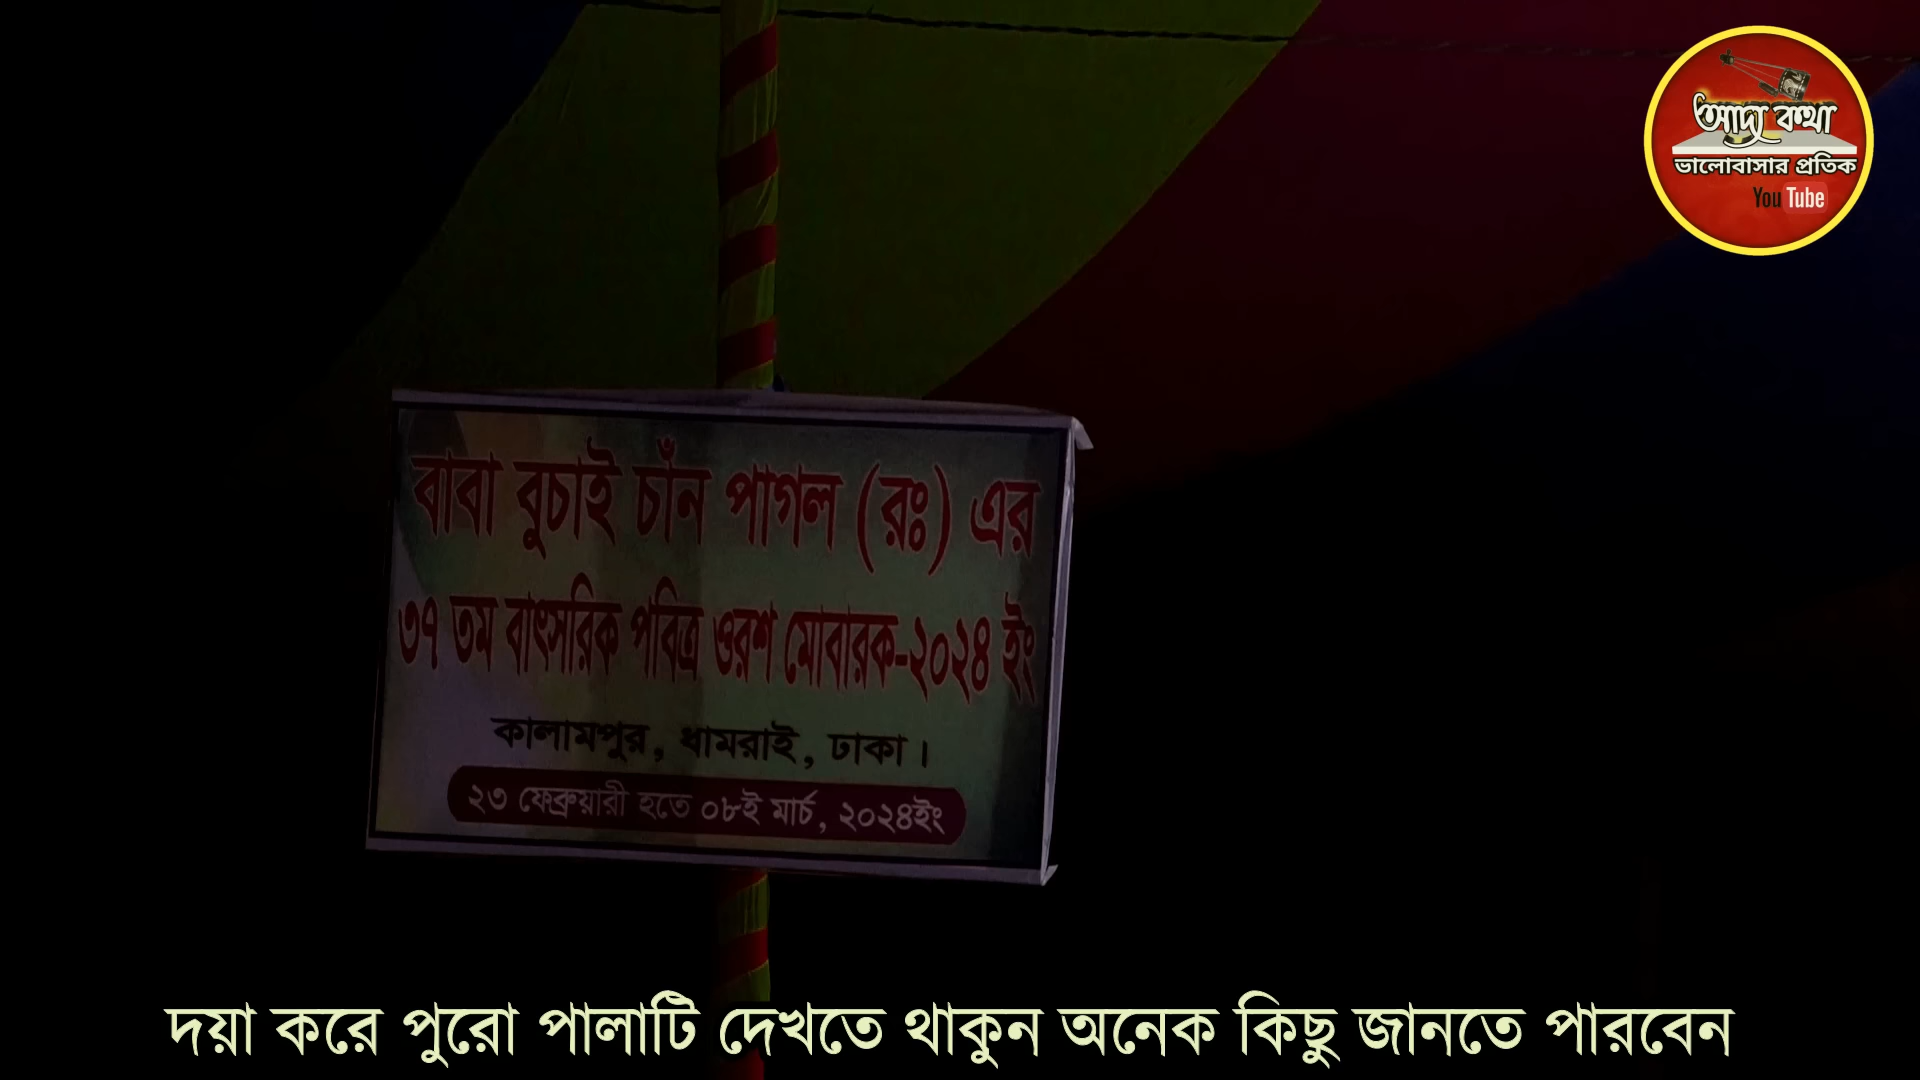 আদ্য কথা
ভালোবাসার প্রতিক
You Tube
বাবা বুচাই চাঁন পাগল (রঃ) এর
৩৭ তম বাৎসরিক পবিত্র ওরশ মোবারক-২০২৪ ইং
কালামপুর, ধামরাই, ঢাকা।
২৩ ফেব্রুয়ারী হতে ০৮ই মার্চ, ২০২৪ইং
দয়া করে পুরো পালাটি দেখতে থাকুন অনেক কিছু জানতে পারবেন